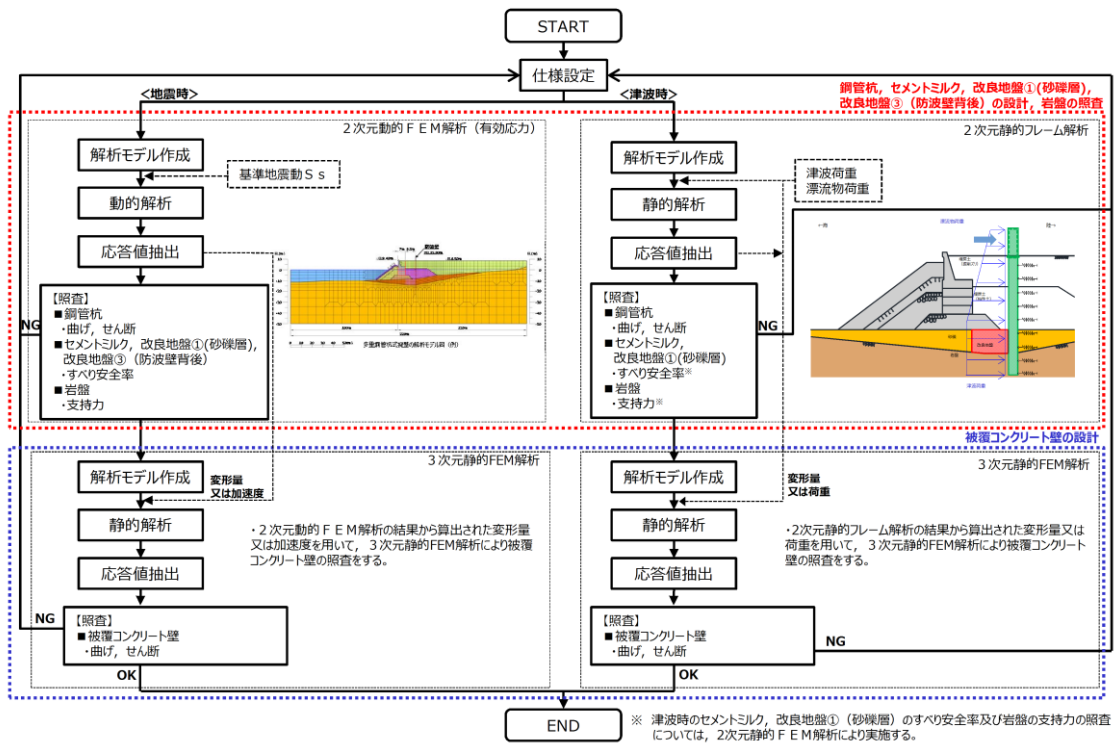 START
仕様設定
<地震時>
<津波時>
鋼管杭，セメントミルク，改良地盤①(砂礫層)，
改良地盤③（防波壁背後）の設計，岩盤の照査
２次元動的ＦＥＭ解析（有効応力）
解析モデル作成
基準地震動Ｓｓ
動的解析
応答値抽出
多重鋼管杭式擁壁の解析モデル図（例）
【照査】
■鋼管杭
・曲げ，せん断
■セメントミルク，改良地盤①(砂礫層)，
改良地盤③（防波壁背後）
・すべり安全率
■岩盤
・支持力
NG
２次元静的フレーム解析
解析モデル作成
津波荷重
漂流物荷重
静的解析
応答値抽出
漂流物荷重
津波荷重
【照査】
■鋼管杭
・曲げ，せん断
■セメントミルク，
改良地盤①(砂礫層)
・すべり安全率※
■岩盤
・支持力※
NG
被覆コンクリート壁の設計
３次元静的FEM解析
解析モデル作成
変形量
又は加速度
静的解析
・２次元動的ＦＥＭ解析の結果から算出された変形量
又は加速度を用いて，３次元静的FEM解析により被覆
コンクリート壁の照査をする。
応答値抽出
NG
【照査】
■被覆コンクリート壁
・曲げ，せん断
OK
３次元静的FEM解析
解析モデル作成
変形量
又は荷重
静的解析
・2次元静的フレーム解析の結果から算出された変形量又は
荷重を用いて，３次元静的FEM解析により被覆コンクリート
壁の照査をする。
応答値抽出
【照査】
■被覆コンクリート壁
・曲げ，せん断
NG
OK
END
※ 津波時のセメントミルク，改良地盤①（砂礫層）のすべり安全率及び岩盤の支持力の照査
については，2次元静的ＦＥＭ解析により実施する。